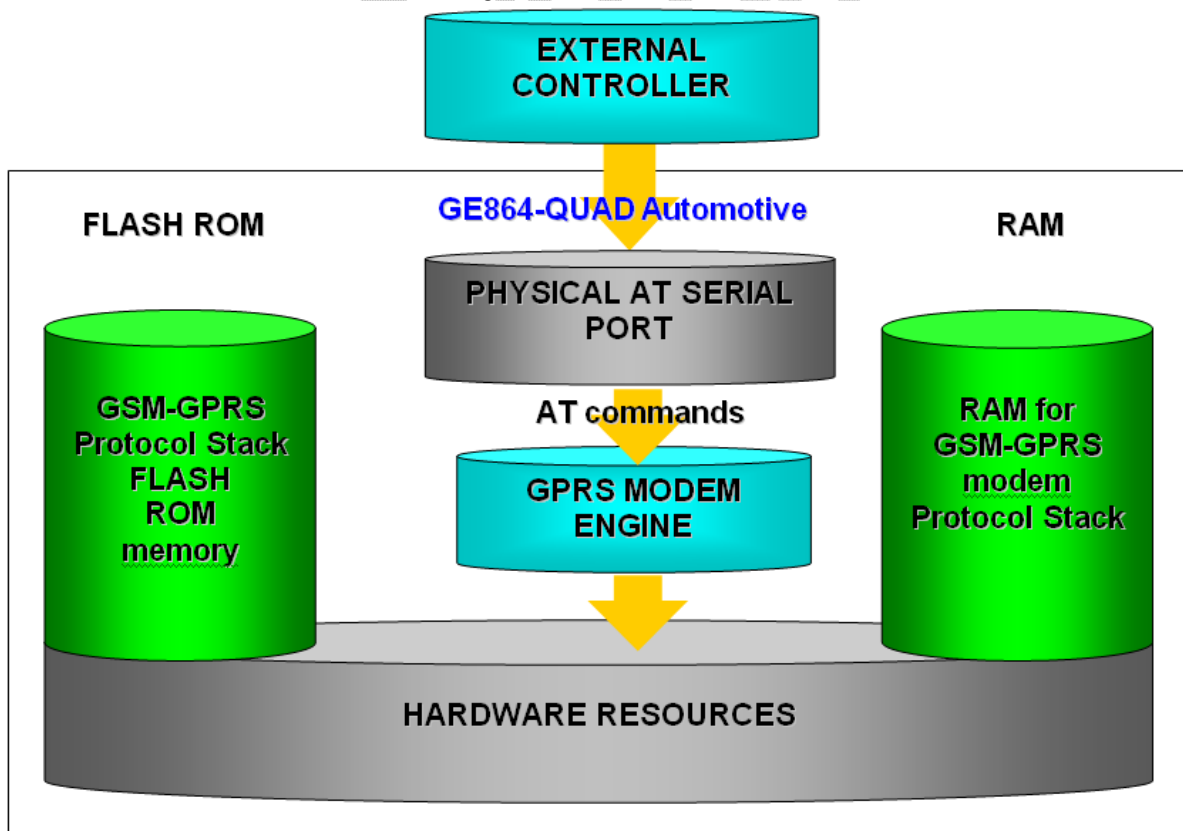 EXTERNAL
CONTROLLER
FLASH ROM
GE864-QUAD Automotive
RAM
PHYSICAL AT SERIAL
PORT
GSM-GPRS
Protocol Stack
FLASH
ROM
memory
AT commands
RAM for
GSM-GPRS
modem
Protocol Stack
GPRS MODEM
ENGINE
HARDWARE RESOURCES